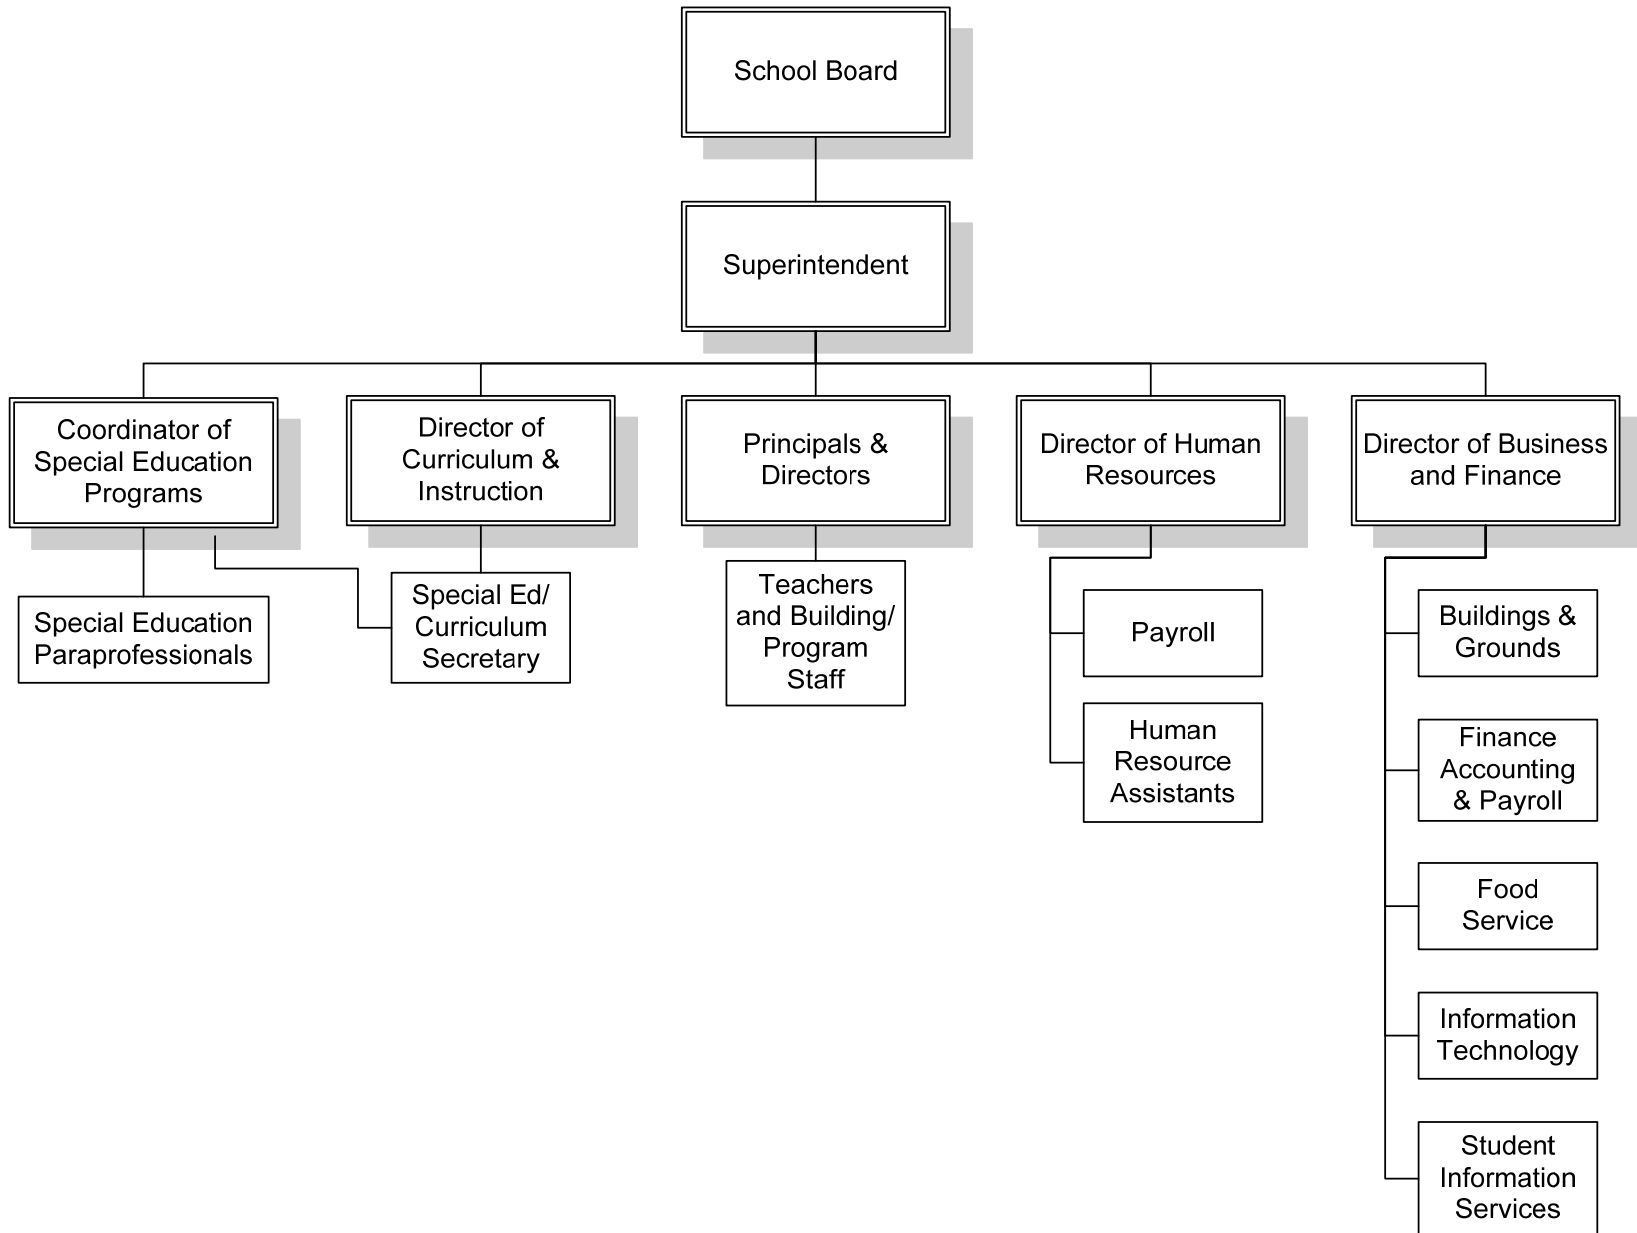 School Board
Superintendent
Coordinator of
Special Education
Programs
Director of
Curriculum &
Instruction
Principals &
Directors
Director of Human
Resources
Director of Business
and Finance
Special Education
Paraprofessionals
Special Ed/
Curriculum
Secretary
Teachers
and Building/
Program
Staff
Payroll
Human
Resource
Assistants
Buildings &
Grounds
Finance
Accounting
& Payroll
Food
Service
Information
Technology
Student
Information
Services